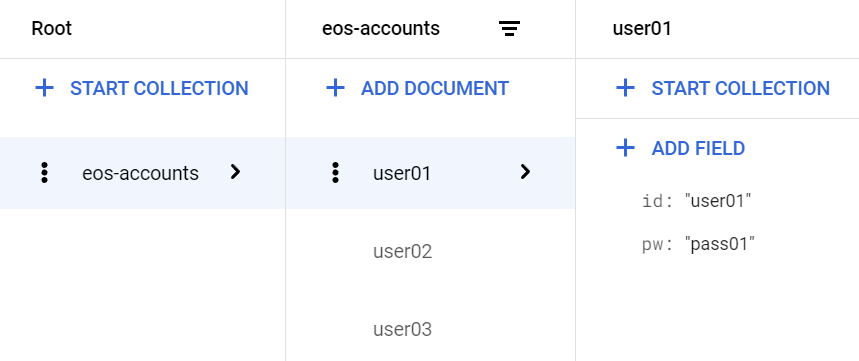 Root
eos-accounts
user01
START COLLECTION
ADD DOCUMENT
START COLLECTION
ADD FIELD
eos-accounts
user01
id: "user01"
pw: "pass01"
user02
user03